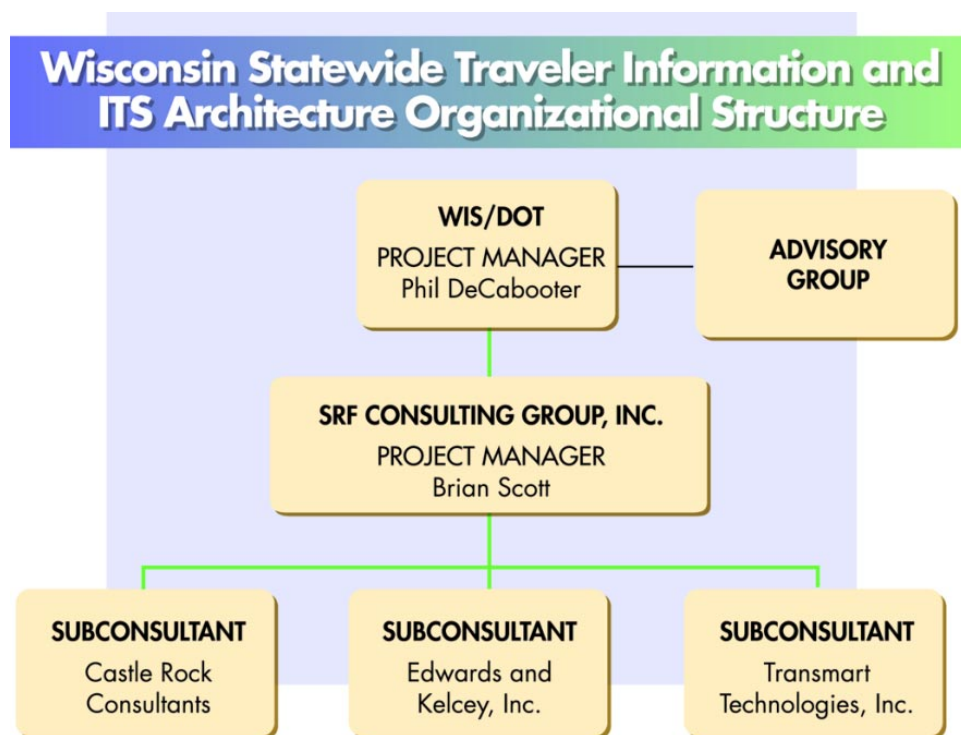 Wisconsin Statewide Traveler Information and
ITS Architecture Organizational Structure
WIS/DOT
PROJECT MANAGER
Phil DeCabooter
ADVISORY
GROUP
SRF CONSULTING GROUP, INC.
PROJECT MANAGER
Brian Scott
SUBCONSULTANT
Castle Rock
Consultants
SUBCONSULTANT
Edwards and
Kelcey, Inc.
SUBCONSULTANT
Transmart
Technologies, Inc.